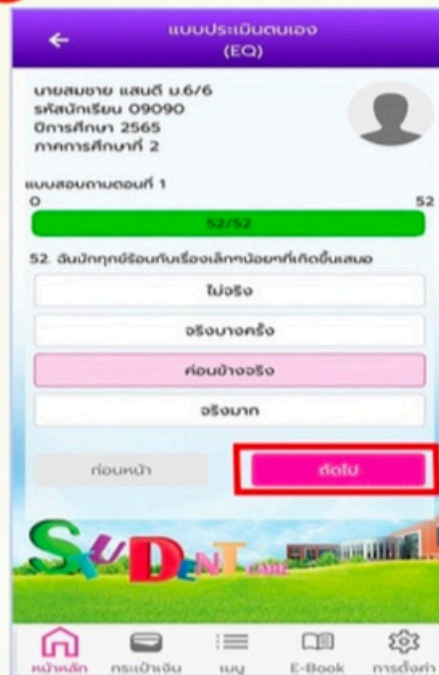 แบบประเมินตนเอง
(EQ)
นายสมชาย แสนดี ม.6/6
รหัสนักเรียน 09090
ปีการศึกษา 2565
ภาคการศึกษาที่ 2
แบบสอบถามตอนที่ 1
0 52
52/52
52. ฉันมักทุกข์ร้อนกับเรื่องเล็กๆน้อยๆที่เกิดขึ้นเสมอ
ไม่จริง
จริงบางครั้ง
ค่อนข้างจริง
จริงมาก
ก่อนหน้า ถัดไป
STUDENT CARE
หน้าหลัก กระเป๋าเงิน เมนู E-Book การตั้งค่า